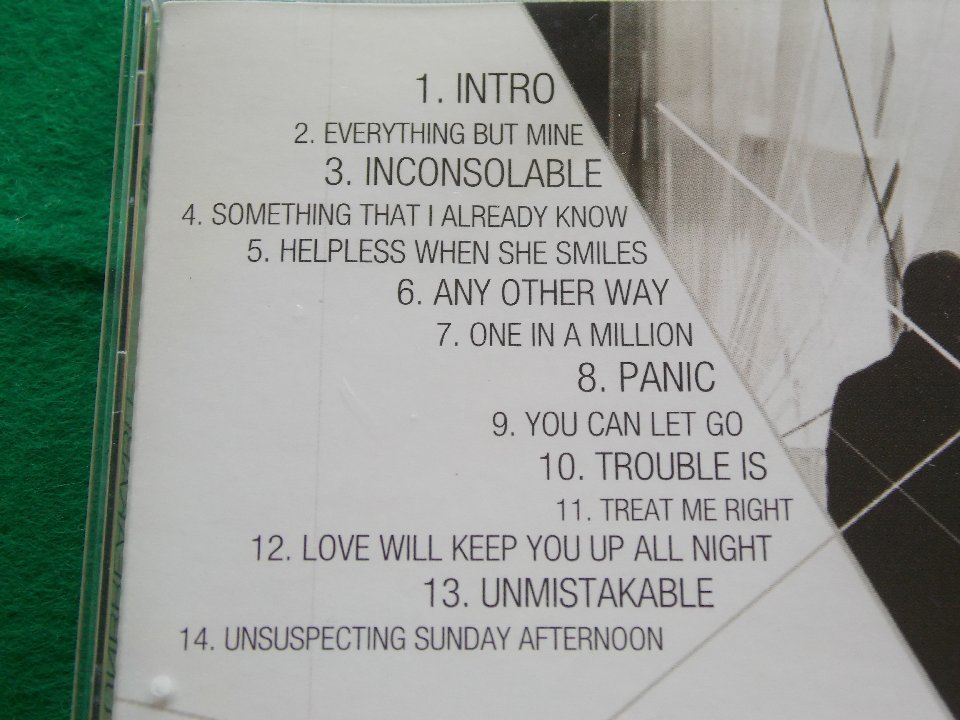 1. INTRO
2. EVERYTHING BUT MINE
3. INCONSOLABLE
4. SOMETHING THAT I ALREADY KNOW
5. HELPLESS WHEN SHE SMILES
6. ANY OTHER WAY
7. ONE IN A MILLION
8. PANIC
9. YOU CAN LET GO
10. TROUBLE IS
11. TREAT ME RIGHT
12. LOVE WILL KEEP YOU UP ALL NIGHT
13. UNMISTAKABLE
14. UNSUSPECTING SUNDAY AFTERNOON